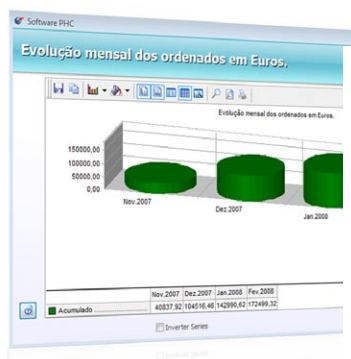 Software PHC
Evolução mensal dos ordenados em Euros.
Evolução mensal dos ordenados em Euros.
150000,00
100000,00
50000,00
0,00
Nov.2007
Dez.2007
Jan.2008
Nov.2007 Dez.2007 Jan.2008 Fev.2008
Acumulado 40837,92 104516,46 142990,62 172499,32
Inverter Series